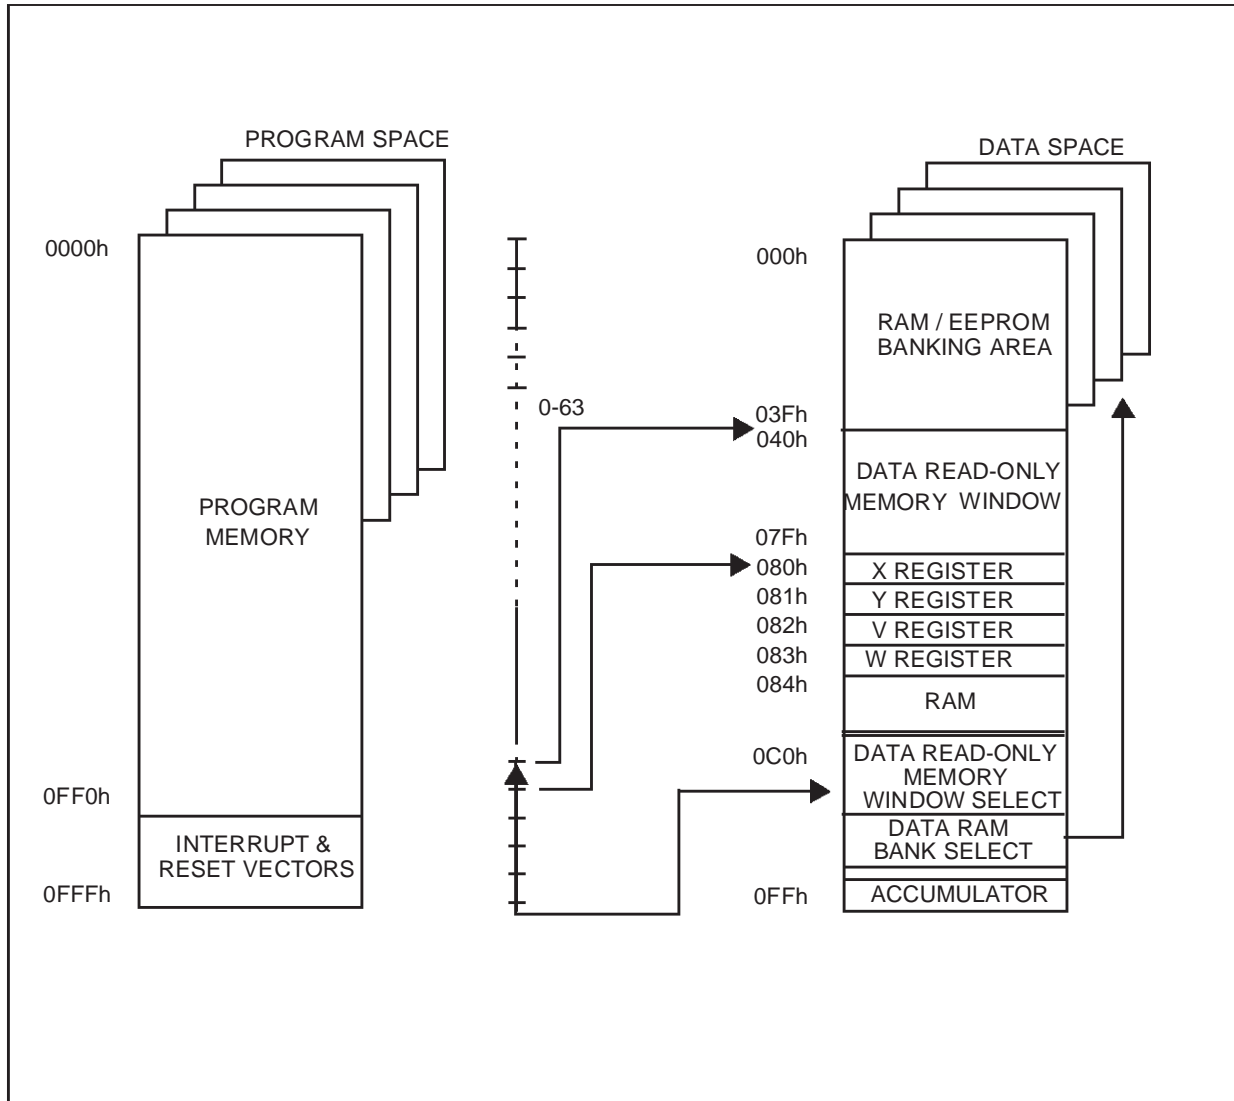 PROGRAM SPACE
0000h
PROGRAM
MEMORY
0FF0h
INTERRUPT &
RESET VECTORS
0FFFh
0-63
DATA SPACE
000h
RAM / EEPROM
BANKING AREA
03Fh
040h
DATA READ-ONLY
MEMORY WINDOW
07Fh
080h
X REGISTER
081h
Y REGISTER
082h
V REGISTER
083h
W REGISTER
084h
RAM
0C0h
DATA READ-ONLY
MEMORY
WINDOW SELECT
DATA RAM
BANK SELECT
0FFh
ACCUMULATOR